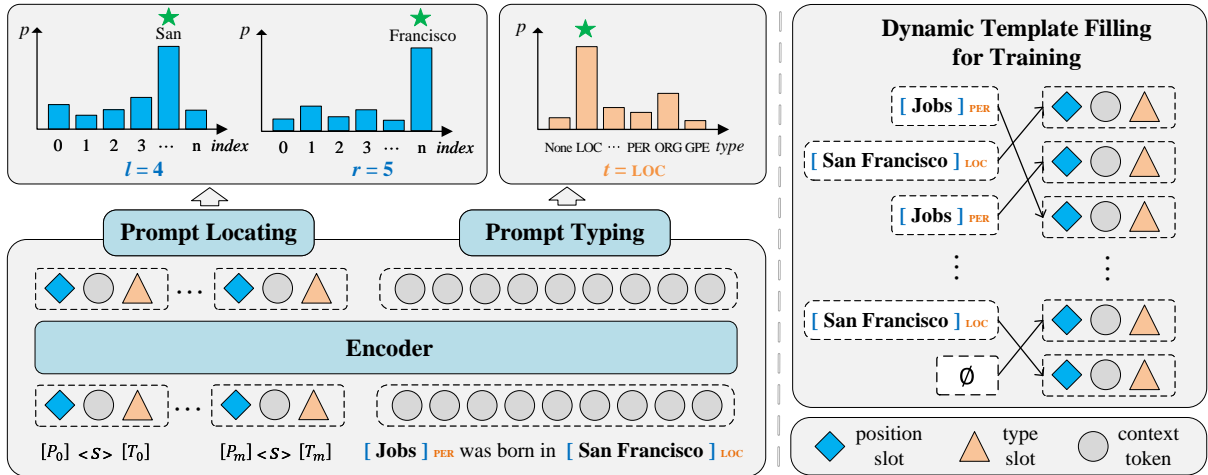 p
San
0 1 2 3 ... n index
l = 4
p
Francisco
0 1 2 3 ... n index
r = 5
p
None LOC ... PER ORG GPE type
t = LOC
Prompt Locating
Prompt Typing
...
Encoder
...
[P₀] <S> [T₀]
[Pₘ] <S> [Tₘ]
[ Jobs ] PER was born in [ San Francisco ] LOC
Dynamic Template Filling
for Training
[ Jobs ] PER
[ San Francisco ] LOC
[ Jobs ] PER
⋮ ⋮
[ San Francisco ] LOC
∅
position
slot
type
slot
context
token